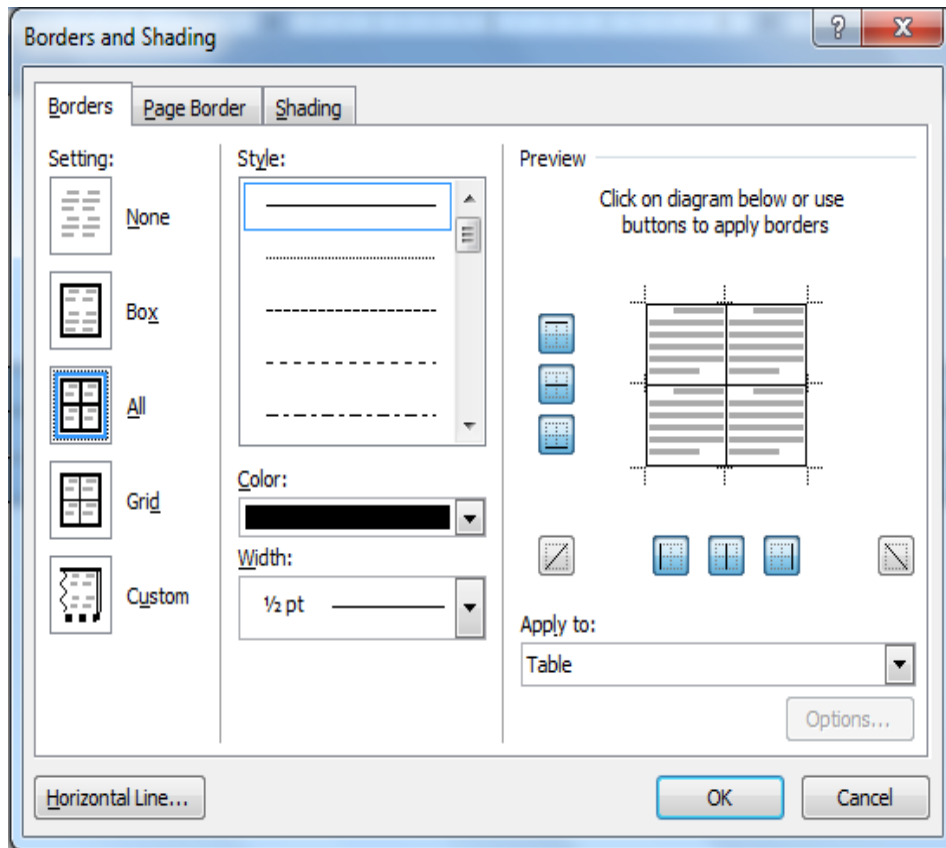 Borders and Shading
?
X
Borders
Page Border
Shading
Setting:
None
Box
All
Grid
Custom
Style:
Color:
Width:
½ pt
Preview
Click on diagram below or use
buttons to apply borders
Apply to:
Table
Options...
Horizontal Line...
OK
Cancel